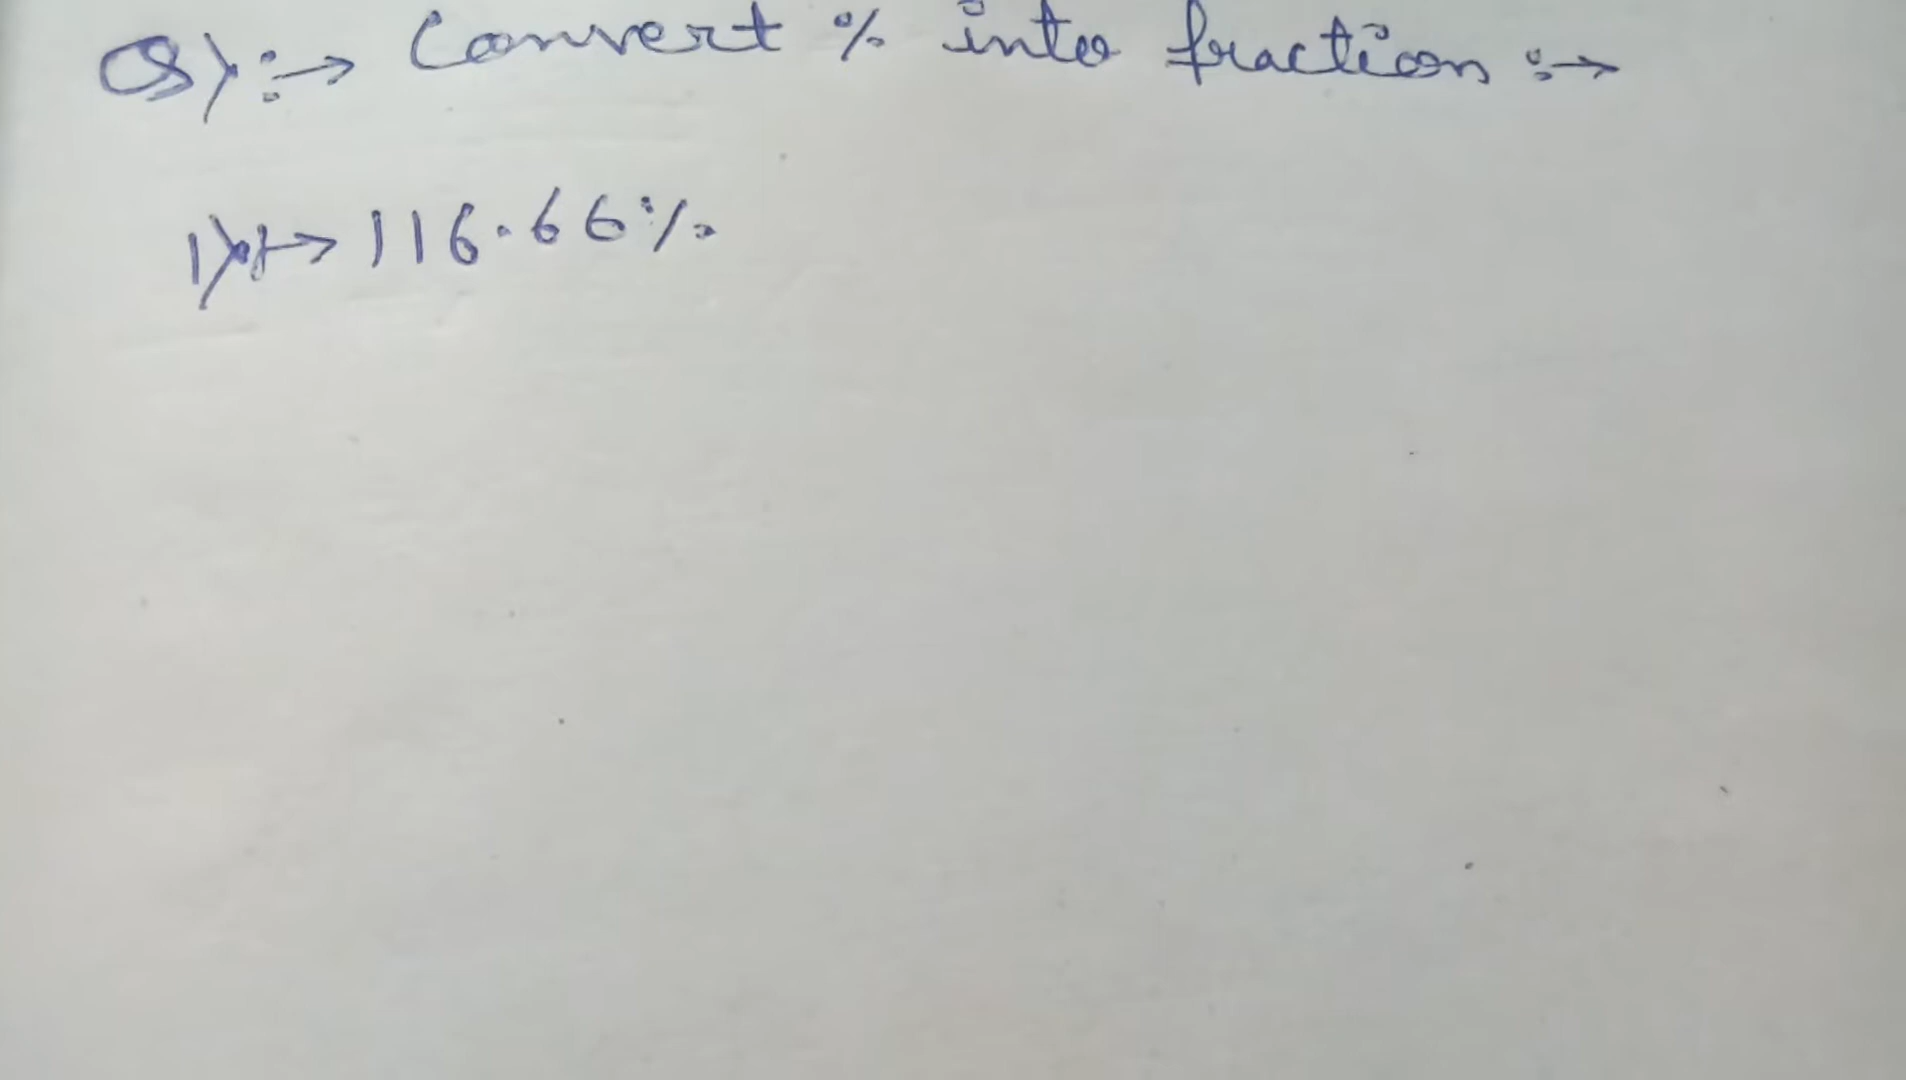 Q):→ Convert % into fraction :→
1):→ 116.66%